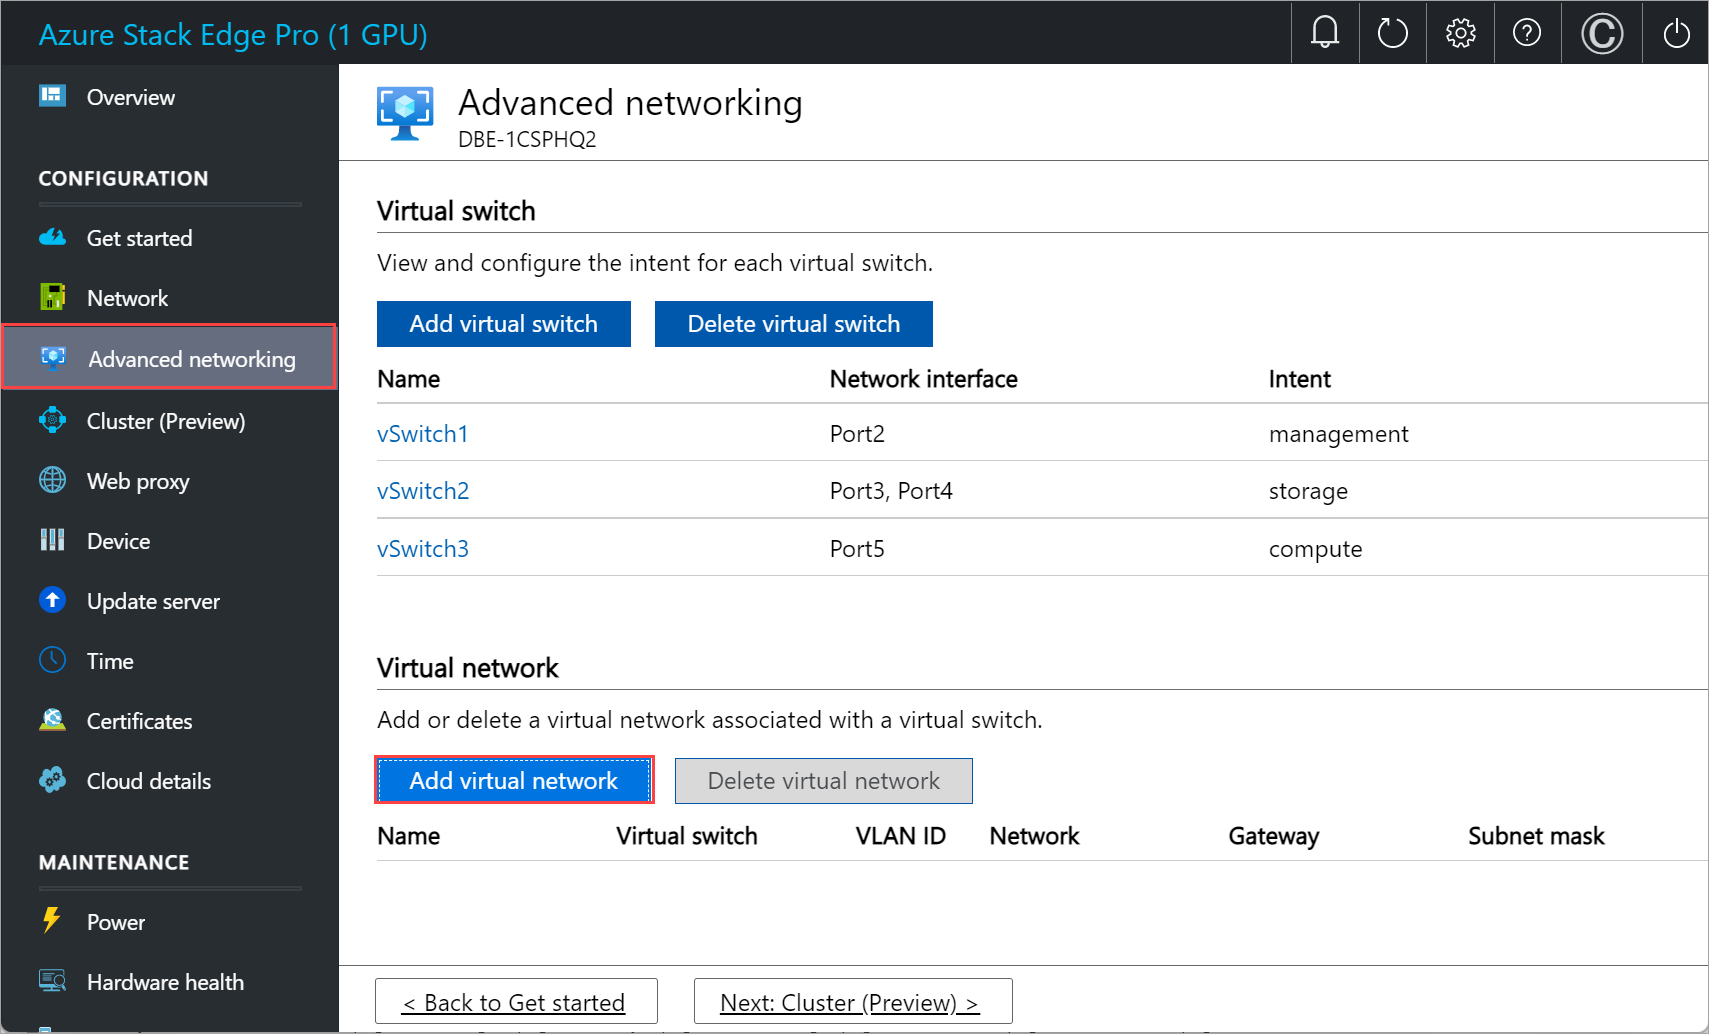 Azure Stack Edge Pro (1 GPU)
Overview
CONFIGURATION
Get started
Network
Advanced networking
Cluster (Preview)
Web proxy
Device
Update server
Time
Certificates
Cloud details
MAINTENANCE
Power
Hardware health
Advanced networking
DBE-1CSPHQ2
Virtual switch
View and configure the intent for each virtual switch.
Add virtual switch Delete virtual switch
Name Network interface Intent
vSwitch1 Port2 management
vSwitch2 Port3, Port4 storage
vSwitch3 Port5 compute
Virtual network
Add or delete a virtual network associated with a virtual switch.
Add virtual network Delete virtual network
Name Virtual switch VLAN ID Network Gateway Subnet mask
< Back to Get started Next: Cluster (Preview) >